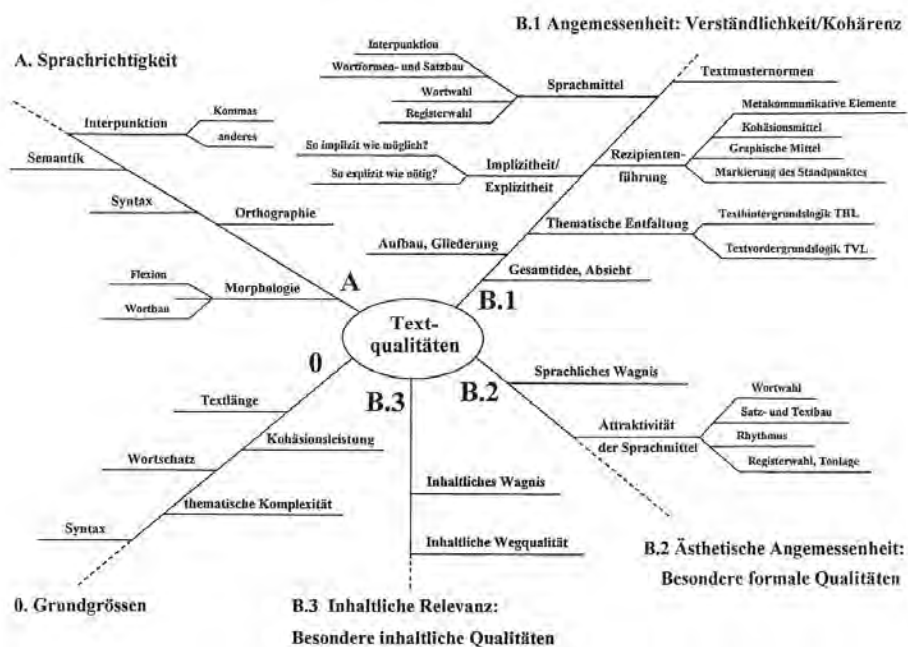 B.1 Angemessenheit: Verständlichkeit/Kohärenz
A. Sprachrichtigkeit
Interpunktion
Kommas
anderes
Semantik
Syntax
Orthographie
Morphologie
Flexion
Wortbau
A
Interpunktion
Wortformen- und Satzbau
Wortwahl
Registerwahl
Sprachmittel
Textmusternormen
Metakommunikative Elemente
Kohäsionsmittel
Graphische Mittel
Markierung des Standpunktes
Rezipienten-
führung
So implizit wie möglich?
So explizit wie nötig?
Implizitheit/
Explizitheit
Thematische Entfaltung
Texthintergrundslogik THL
Textvordergrundslogik TVL
Aufbau, Gliederung
Gesamtidee, Absicht
B.1
Text-
qualitäten
0
B.3
B.2
Textlänge
Kohäsionsleistung
Wortschatz
thematische Komplexität
Syntax
0. Grundgrössen
Inhaltliches Wagnis
Inhaltliche Wegqualität
B.3 Inhaltliche Relevanz:
Besondere inhaltliche Qualitäten
Sprachliches Wagnis
Attraktivität
der Sprachmittel
Wortwahl
Satz- und Textbau
Rhythmus
Registerwahl, Tonlage
B.2 Ästhetische Angemessenheit:
Besondere formale Qualitäten